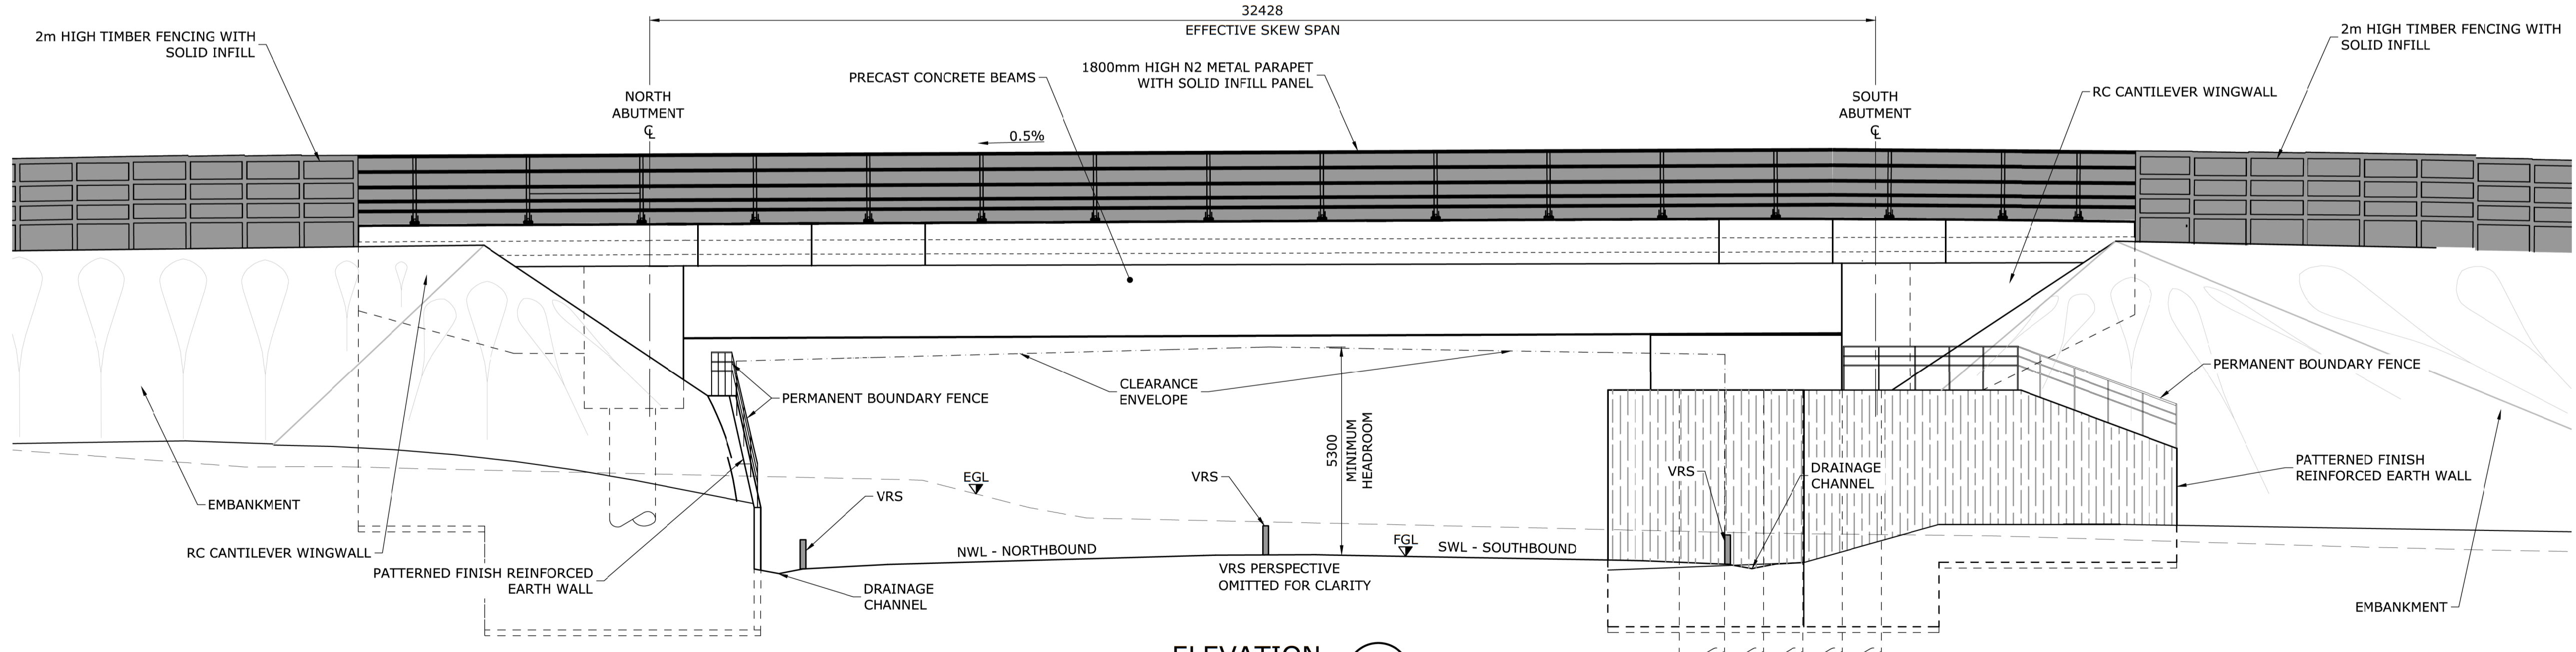 32428
EFFECTIVE SKEW SPAN
2m HIGH TIMBER FENCING WITH
SOLID INFILL
2m HIGH TIMBER FENCING WITH
SOLID INFILL
PRECAST CONCRETE BEAMS
1800mm HIGH N2 METAL PARAPET
WITH SOLID INFILL PANEL
NORTH
ABUTMENT
℄
SOUTH
ABUTMENT
℄
RC CANTILEVER WINGWALL
0.5%
PERMANENT BOUNDARY FENCE
CLEARANCE
ENVELOPE
PERMANENT BOUNDARY FENCE
5300
MINIMUM
HEADROOM
EGL
VRS
VRS
VRS
DRAINAGE
CHANNEL
PATTERNED FINISH
REINFORCED EARTH WALL
EMBANKMENT
RC CANTILEVER WINGWALL
NWL - NORTHBOUND
FGL
SWL - SOUTHBOUND
PATTERNED FINISH REINFORCED
EARTH WALL
DRAINAGE
CHANNEL
VRS PERSPECTIVE
OMITTED FOR CLARITY
EMBANKMENT
ELEVATION